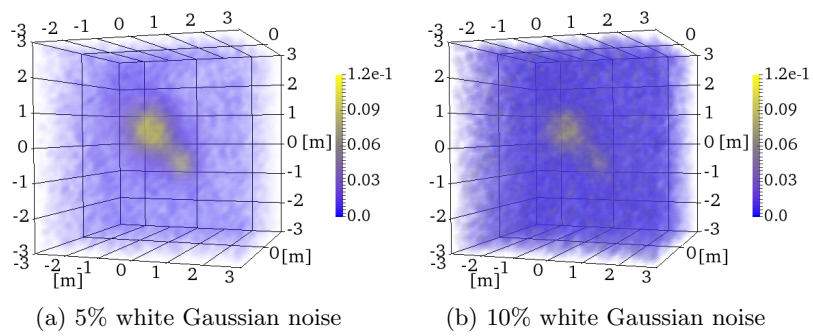 -3 -2 -1 0 1 2 3
3 0 3
2 2
1 1
0 0 [m]
-1 -1
-2 -2
-3 -3
-3 -2 -1 0 1 2 3 0 [m]
[m]
1.2e-1
0.09
0.06
0.03
0.0
(a) 5% white Gaussian noise
-3 -2 -1 0 1 2 3
3 0 3
2 2
1 1
0 0 [m]
-1 -1
-2 -2
-3 -3
-3 -2 -1 0 1 2 3 0 [m]
[m]
1.2e-1
0.09
0.06
0.03
0.0
(b) 10% white Gaussian noise